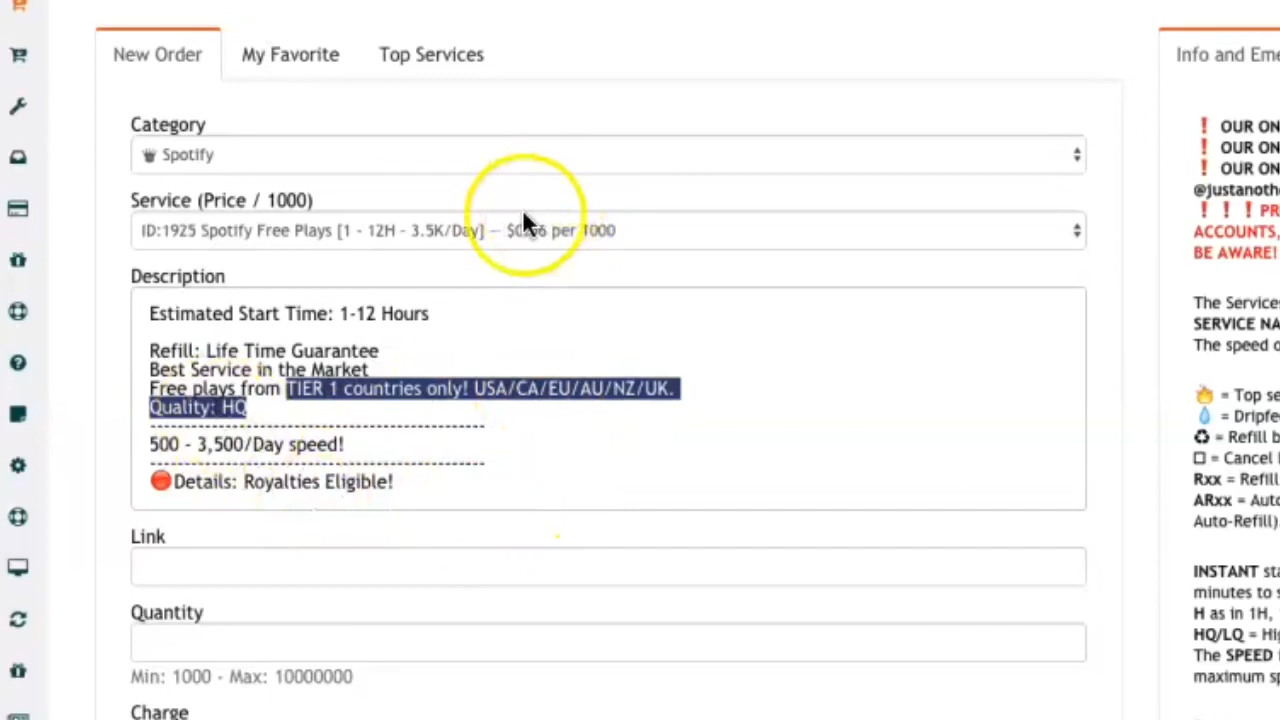 New Order
My Favorite
Top Services
Category
Spotify
Service (Price / 1000)
ID:1925 Spotify Free Plays [1 - 12H - 3.5K/Day] - per 1000
Description
Estimated Start Time: 1-12 Hours
Refill: Life Time Guarantee
Best Service in the Market
Free plays from TIER 1 countries only! USA/CA/EU/AU/NZ/UK.
Quality: HQ
-------------------------------------------------
500 - 3,500/Day speed!
-------------------------------------------------
🔴Details: Royalties Eligible!
Link
Quantity
Min: 1000 - Max: 10000000
Charge
Info and Eme
❗ OUR ON
❗ OUR ON
❗ OUR ON
@justanoth
❗ ❗ ❗ PR
ACCOUNTS,
BE AWARE!
The Service
SERVICE NA
The speed o
🔥 = Top se
💧 = Dripfe
♻ = Refill b
☐ = Cancel
Rxx = Refill
ARxx = Auto
Auto-Refill)
INSTANT sta
minutes to s
H as in 1H,
HQ/LQ = Hi
The SPEED
maximum sp